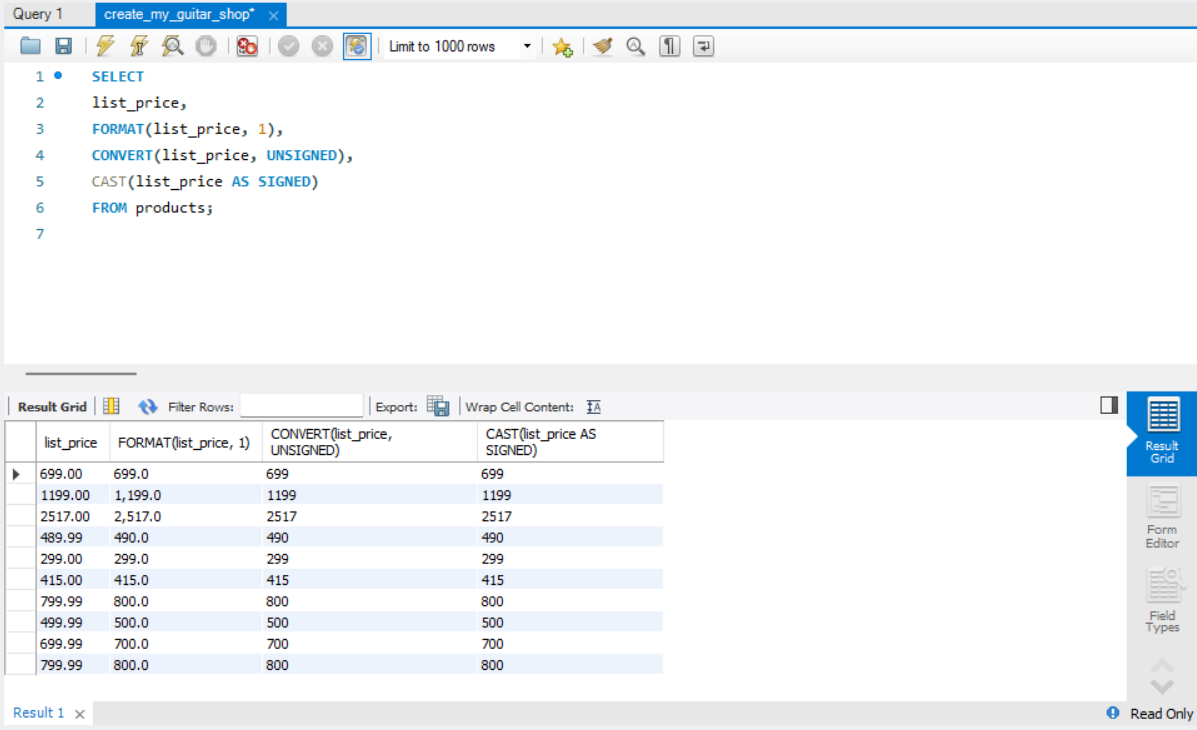 Query 1 create_my_guitar_shop*
Limit to 1000 rows
1 SELECT
2 list_price,
3 FORMAT(list_price, 1),
4 CONVERT(list_price, UNSIGNED),
5 CAST(list_price AS SIGNED)
6 FROM products;
7
Result Grid Filter Rows: Export: Wrap Cell Content:
list_price FORMAT(list_price, 1) CONVERT(list_price, UNSIGNED) CAST(list_price AS SIGNED)
699.00 699.0 699 699
1199.00 1,199.0 1199 1199
2517.00 2,517.0 2517 2517
489.99 490.0 490 490
299.00 299.0 299 299
415.00 415.0 415 415
799.99 800.0 800 800
499.99 500.0 500 500
699.99 700.0 700 700
799.99 800.0 800 800
Result
Grid
Form
Editor
Field
Types
Result 1 Read Only